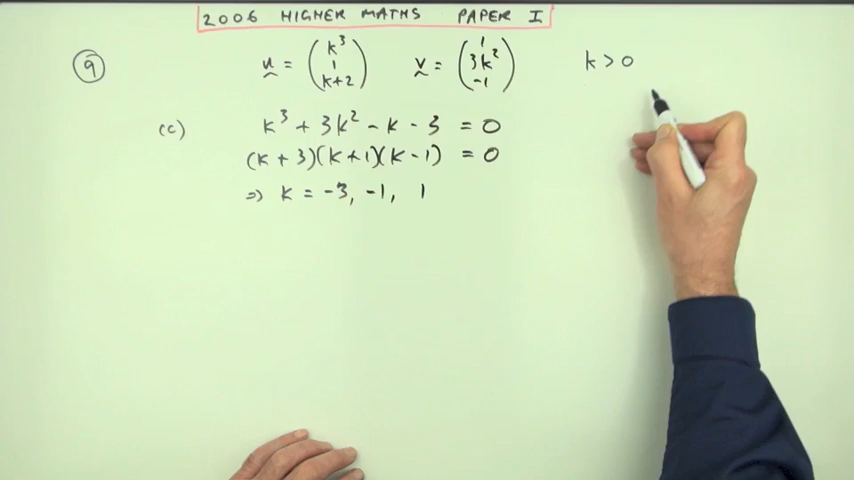 2006 HIGHER MATHS PAPER I
9 u = (k³ 1 k+2) v = (1 3k² -1) k > 0
(c) k³ + 3k² - k - 3 = 0
(k + 3)(k + 1)(k - 1) = 0
⇒ k = -3, -1, 1